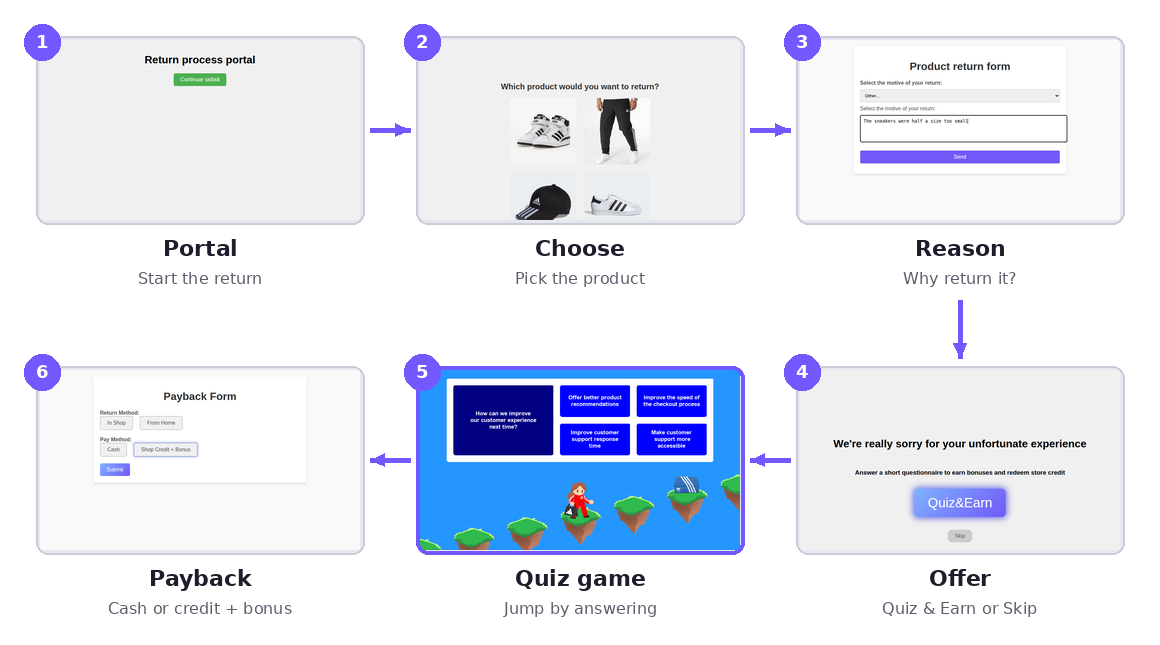 1
Return process portal
Continuar skibidi
Portal
Start the return
2
Which product would you want to return?
Choose
Pick the product
3
Product return form
Select the motive of your return:
Other...
Select the motive of your return:
The sneakers were half a size too small
Send
Reason
Why return it?
4
We're really sorry for your unfortunate experience
Answer a short questionnaire to earn bonuses and redeem store credit
Quiz&Earn
Skip
Offer
Quiz & Earn or Skip
5
How can we improve
our customer experience
next time?
Offer better product
recommendations
Improve the speed of
the checkout process
Improve customer
support response
time
Make customer
support more
accessible
Quiz game
Jump by answering
6
Payback Form
Return Method:
In Shop
From Home
Pay Method:
Cash
Shop Credit + Bonus
Submit
Payback
Cash or credit + bonus